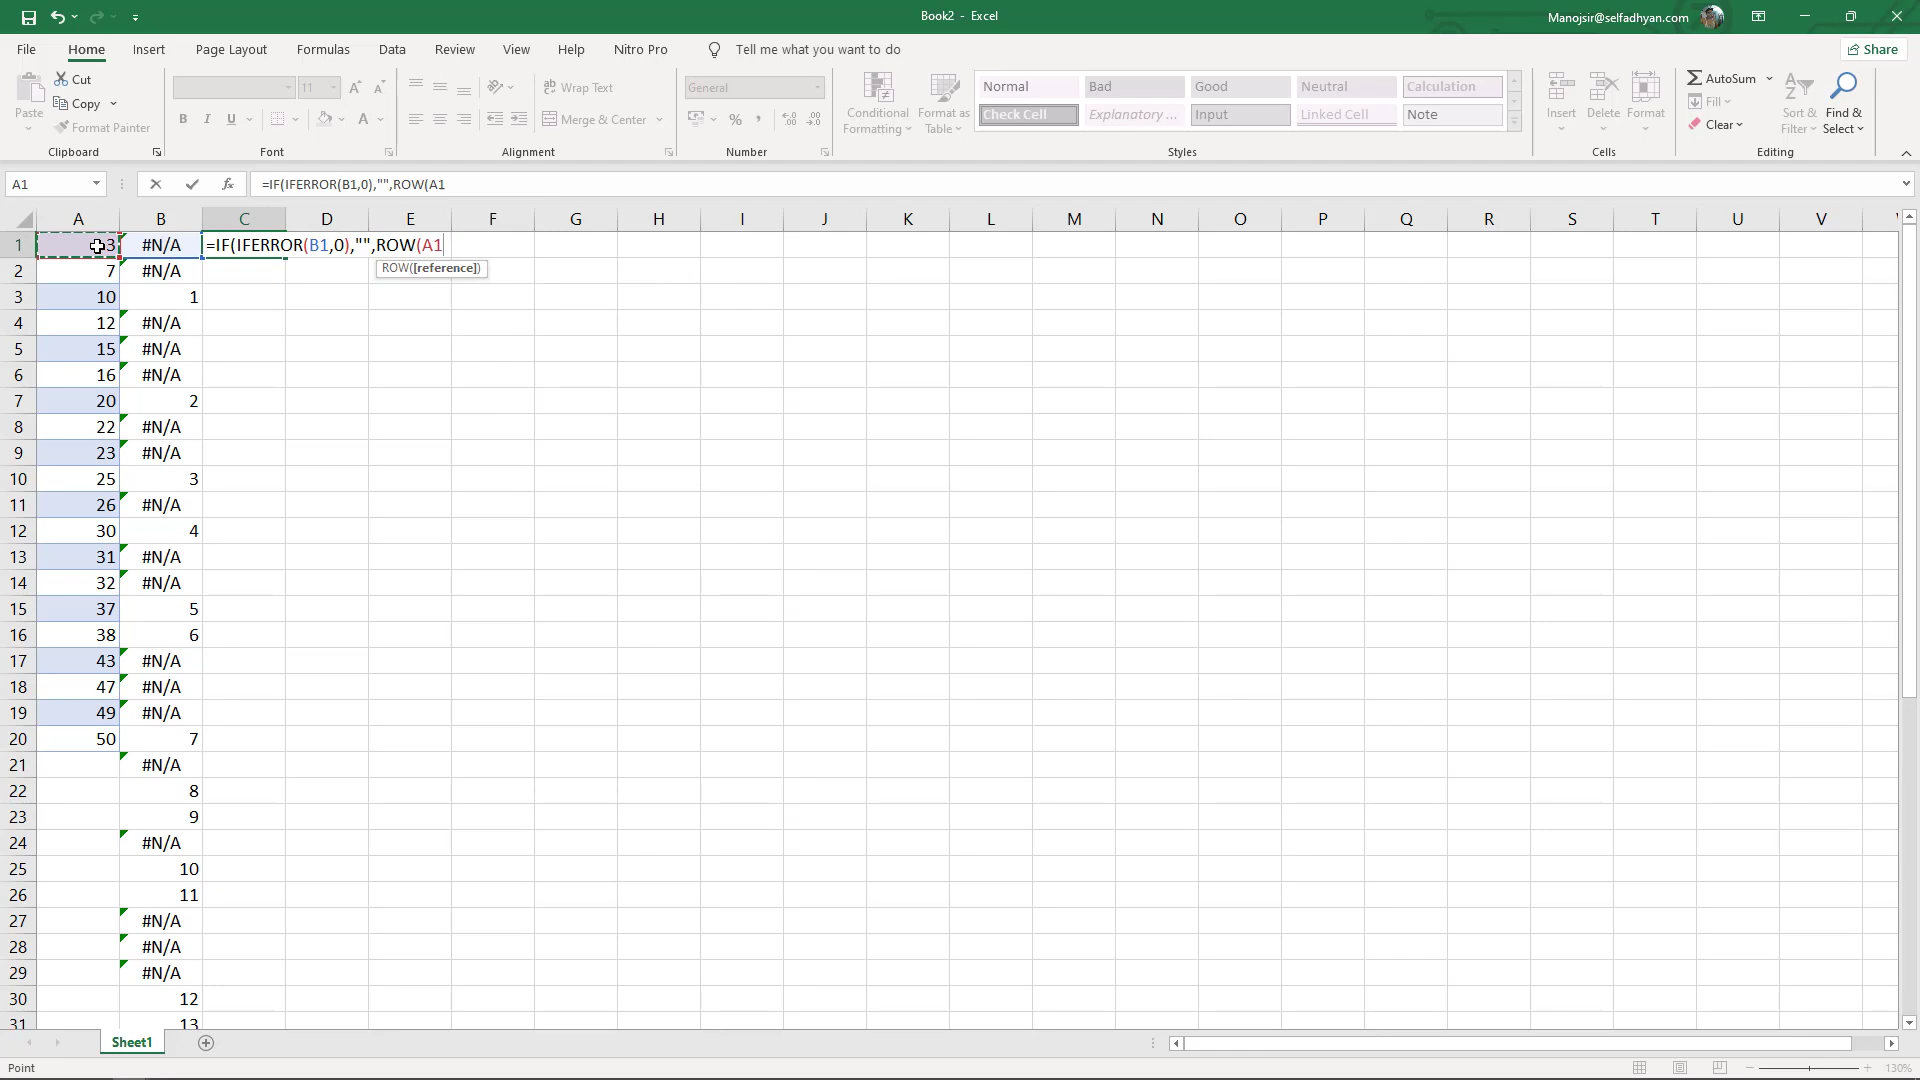 Book2 - Excel
Manojsir@selfadhyan.com
File Home Insert Page Layout Formulas Data Review View Help Nitro Pro Tell me what you want to do Share
Paste
Cut
Copy
Format Painter
Clipboard
11
B I U
Font
Wrap Text
Merge & Center
Alignment
General
Number
Conditional Formatting
Format as Table
Normal Bad Good Neutral Calculation
Check Cell Explanatory ... Input Linked Cell Note
Styles
Insert Delete Format
Cells
AutoSum
Fill
Clear
Sort & Filter
Find & Select
Editing
A1 fx =IF(IFERROR(B1,0),"",ROW(A1
A B C D E F G H I J K L M N O P Q R S T U V
1 3 #N/A =IF(IFERROR(B1,0),"",ROW(A1
ROW([reference])
2 7 #N/A
3 10 1
4 12 #N/A
5 15 #N/A
6 16 #N/A
7 20 2
8 22 #N/A
9 23 #N/A
10 25 3
11 26 #N/A
12 30 4
13 31 #N/A
14 32 #N/A
15 37 5
16 38 6
17 43 #N/A
18 47 #N/A
19 49 #N/A
20 50 7
21 #N/A
22 8
23 9
24 #N/A
25 10
26 11
27 #N/A
28 #N/A
29 #N/A
30 12
31 13
Sheet1
Point
130%